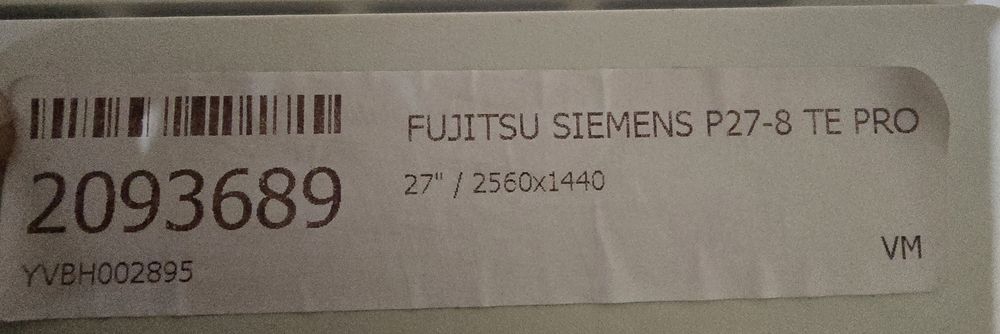 2093689
YVBH002895
FUJITSU SIEMENS P27-8 TE PRO
27" / 2560x1440
VM